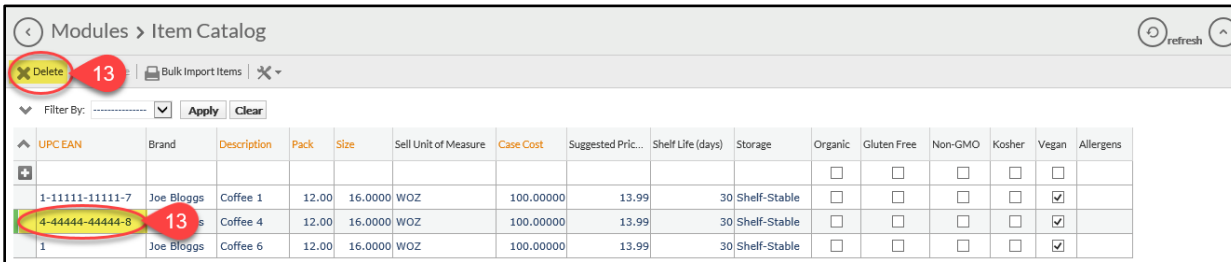 Modules > Item Catalog
refresh
Delete 13 Bulk Import Items
Filter By: --------------- Apply Clear
UPC EAN Brand Description Pack Size Sell Unit of Measure Case Cost Suggested Pric... Shelf Life (days) Storage Organic Gluten Free Non-GMO Kosher Vegan Allergens
1-11111-11111-7 Joe Bloggs Coffee 1 12.00 16.0000 WOZ 100.00000 13.99 30 Shelf-Stable
4-44444-44444-8 13 Coffee 4 12.00 16.0000 WOZ 100.00000 13.99 30 Shelf-Stable
1 Joe Bloggs Coffee 6 12.00 16.0000 WOZ 100.00000 13.99 30 Shelf-Stable